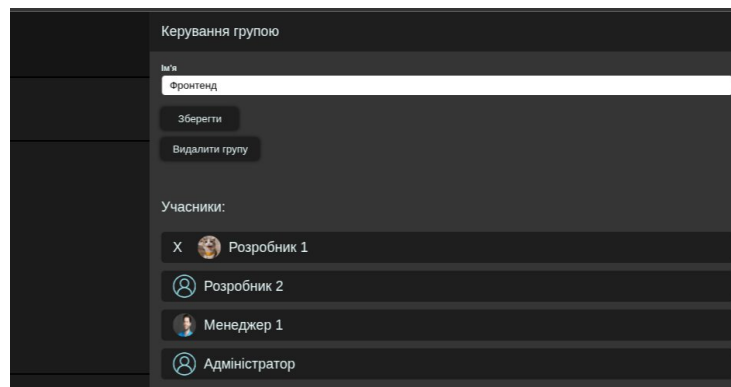 Керування групою
Ім'я
Фронтенд
Зберегти
Видалити групу
Учасники:
X Розробник 1
Розробник 2
Менеджер 1
Адміністратор